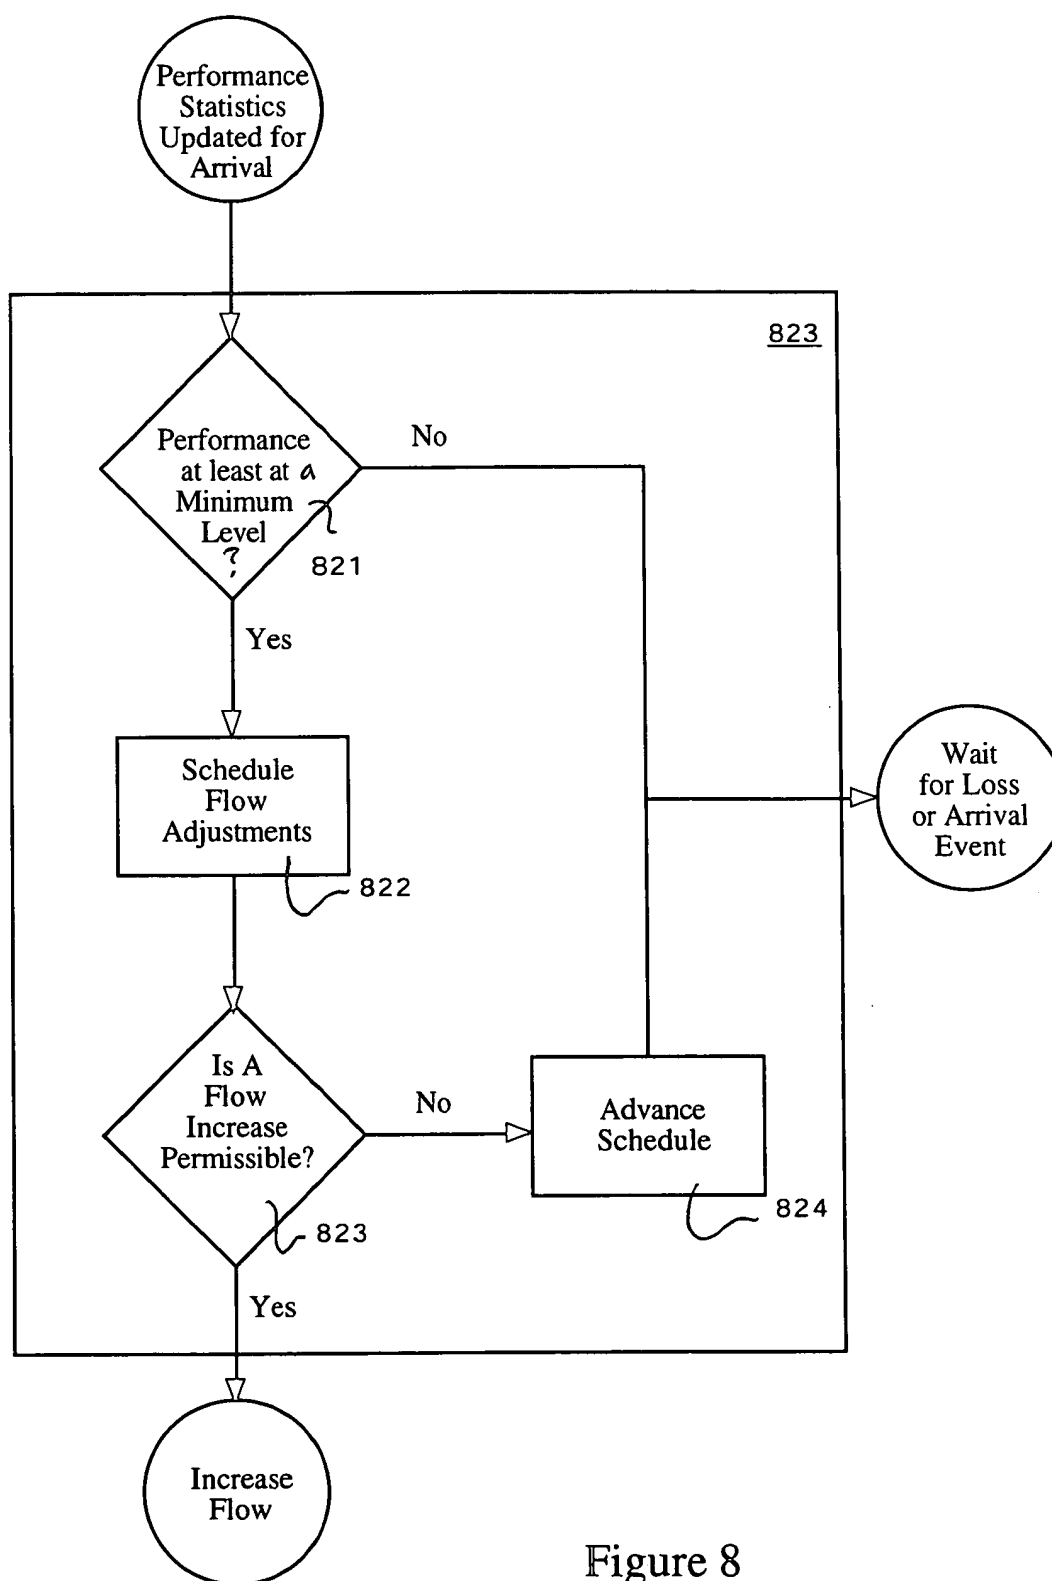 Performance
Statistics
Updated for
Arrival
823
Performance
at least at a
Minimum
Level
?
821
No
Yes
Schedule
Flow
Adjustments
822
Wait
for Loss
or Arrival
Event
Is A
Flow
Increase
Permissible?
823
No
Advance
Schedule
824
Yes
Increase
Flow
Figure 8